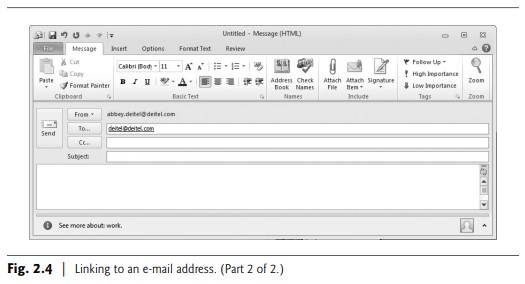 Untitled - Message (HTML)
File Message Insert Options Format Text Review
Cut
Copy
Format Painter
Paste
Clipboard
Calibri (Body) 11 A A
B I U A
Basic Text
Address Book
Check Names
Names
Attach File
Attach Item
Signature
Include
Follow Up
High Importance
Low Importance
Tags
Zoom
Zoom
Send
From abbey.deitel@deitel.com
To... deitel@deitel.com
Cc...
Subject:
See more about: work.
Fig. 2.4 | Linking to an e-mail address. (Part 2 of 2.)